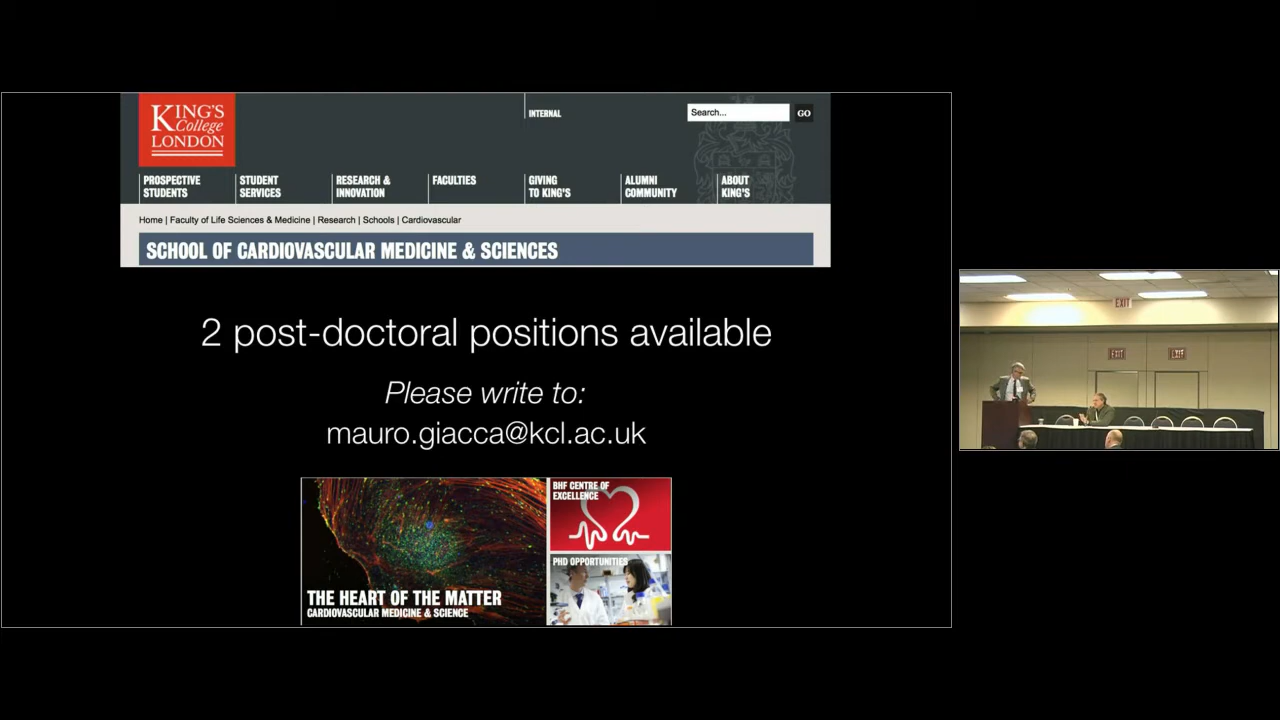 KING'S
College
LONDON
INTERNAL
Search...
GO
PROSPECTIVE
STUDENTS
STUDENT
SERVICES
RESEARCH &
INNOVATION
FACULTIES
GIVING
TO KING'S
ALUMNI
COMMUNITY
ABOUT
KING'S
Home | Faculty of Life Sciences & Medicine | Research | Schools | Cardiovascular
SCHOOL OF CARDIOVASCULAR MEDICINE & SCIENCES
2 post-doctoral positions available
Please write to:
mauro.giacca@kcl.ac.uk
BHF CENTRE OF
EXCELLENCE
PHD OPPORTUNITIES
THE HEART OF THE MATTER
CARDIOVASCULAR MEDICINE & SCIENCE
EXIT
EXIT
EXIT